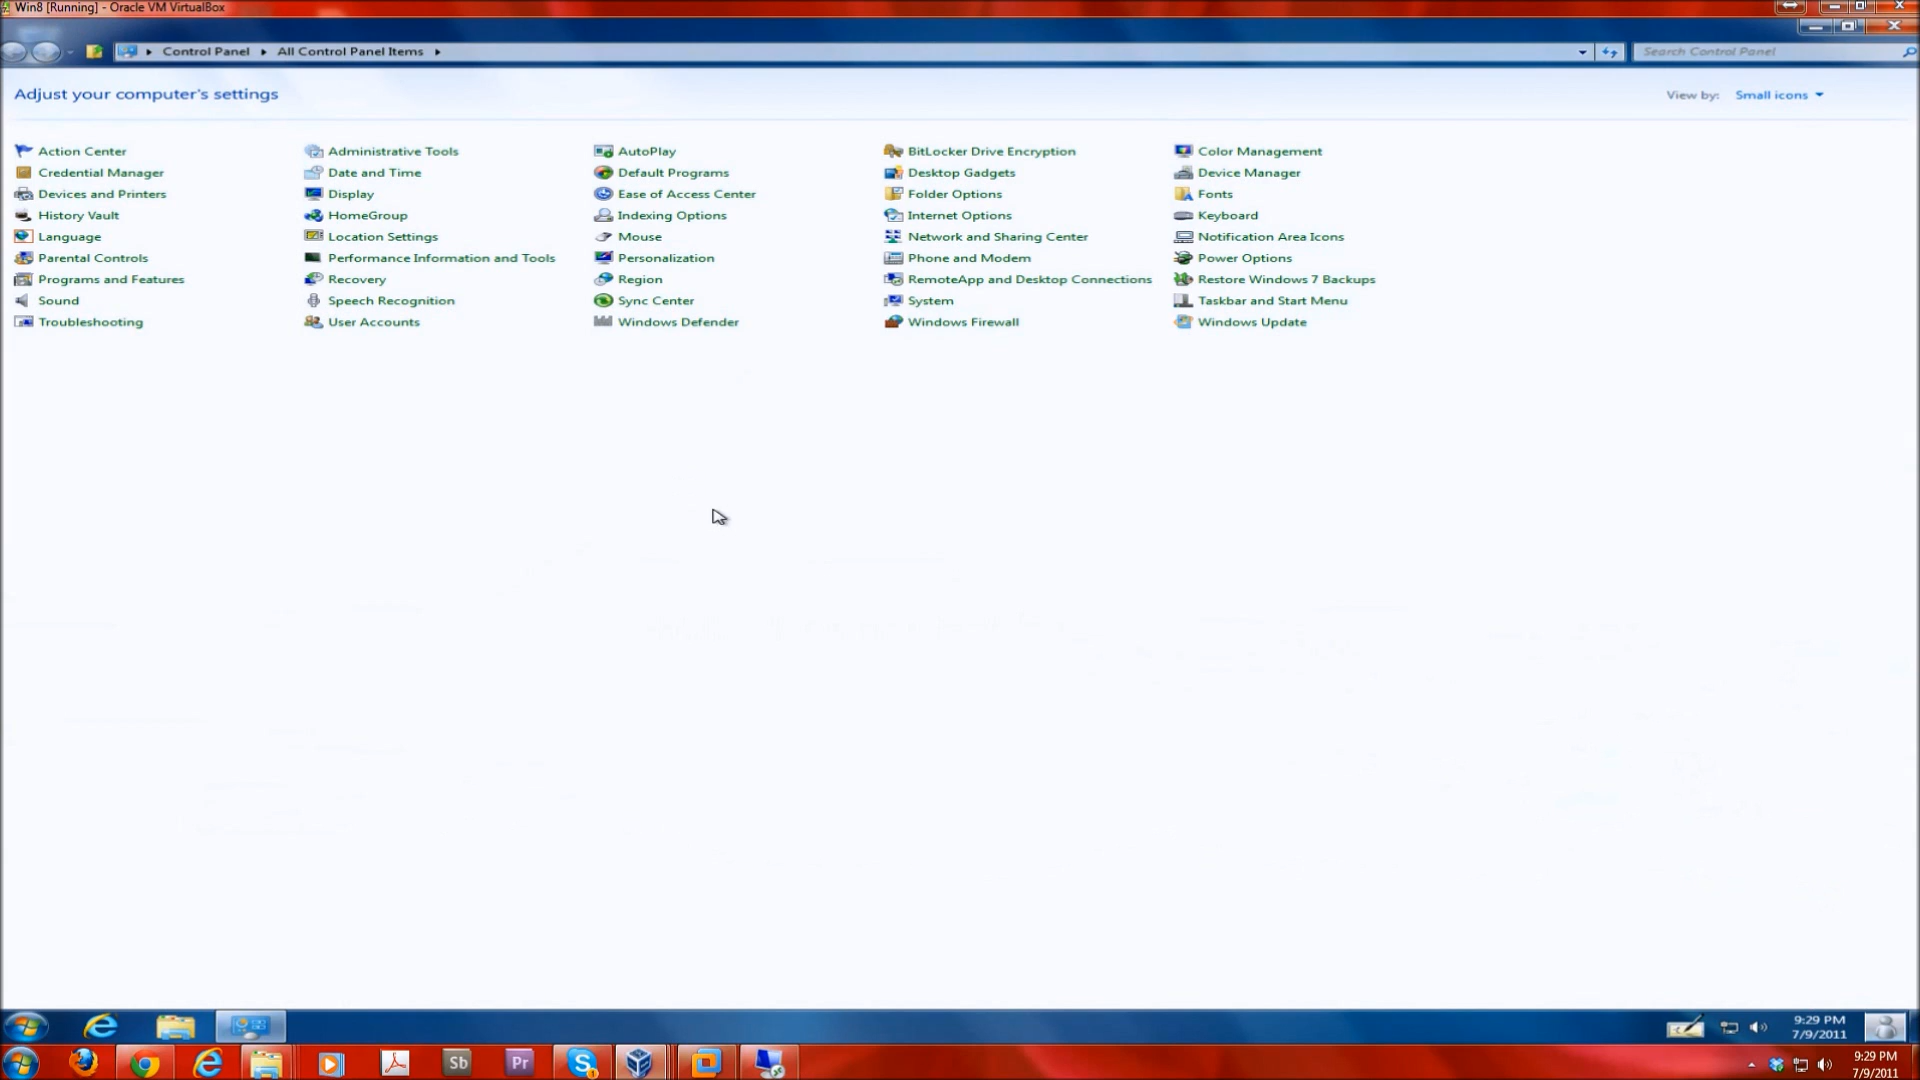 Win8 [Running] - Oracle VM VirtualBox
Control Panel All Control Panel Items
Search Control Panel
Adjust your computer's settings
View by: Small icons
Action Center Administrative Tools AutoPlay BitLocker Drive Encryption Color Management
Credential Manager Date and Time Default Programs Desktop Gadgets Device Manager
Devices and Printers Display Ease of Access Center Folder Options Fonts
History Vault HomeGroup Indexing Options Internet Options Keyboard
Language Location Settings Mouse Network and Sharing Center Notification Area Icons
Parental Controls Performance Information and Tools Personalization Phone and Modem Power Options
Programs and Features Recovery Region RemoteApp and Desktop Connections Restore Windows 7 Backups
Sound Speech Recognition Sync Center System Taskbar and Start Menu
Troubleshooting User Accounts Windows Defender Windows Firewall Windows Update
9:29 PM
7/9/2011
Sb Pr
9:29 PM
7/9/2011